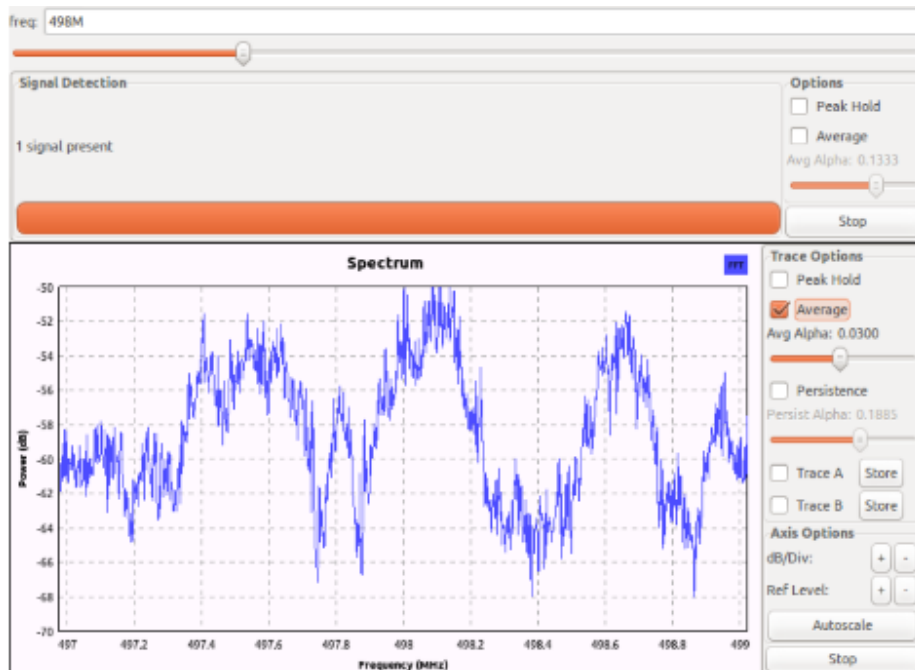 freq: 498M
Signal Detection
1 signal present
Options
Peak Hold
Average
Avg Alpha: 0.1333
Stop
Spectrum
FFT
-50
-52
-54
-56
-58
-60
-62
-64
-66
-68
-70
Power (dB)
497 497.2 497.4 497.6 497.8 498 498.2 498.4 498.6 498.8 499
Frequency (MHz)
Trace Options
Peak Hold
Average
Avg Alpha: 0.0300
Persistence
Persist Alpha: 0.1885
Trace A Store
Trace B Store
Axis Options
dB/Div: + -
Ref Level: + -
Autoscale
Stop